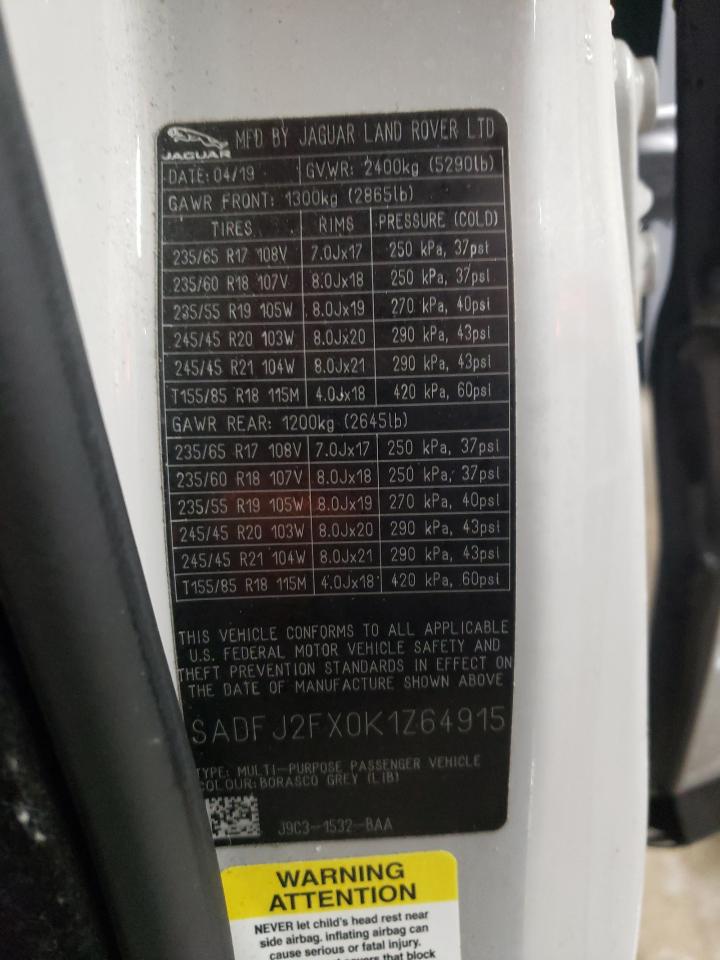 JAGUAR MFD BY JAGUAR LAND ROVER LTD
DATE: 04/19 GVWR: 2400kg (5290lb)
GAWR FRONT: 1300kg (2865lb)
TIRES RIMS PRESSURE (COLD)
235/65 R17 108V 7.0Jx17 250 kPa, 37psi
235/60 R18 107V 8.0Jx18 250 kPa, 37psi
235/55 R19 105W 8.0Jx19 270 kPa, 40psi
245/45 R20 103W 8.0Jx20 290 kPa, 43psi
245/45 R21 104W 8.0Jx21 290 kPa, 43psi
T155/85 R18 115M 4.0Jx18 420 kPa, 60psi
GAWR REAR: 1200kg (2645lb)
235/65 R17 108V 7.0Jx17 250 kPa, 37psi
235/60 R18 107V 8.0Jx18 250 kPa, 37psi
235/55 R19 105W 8.0Jx19 270 kPa, 40psi
245/45 R20 103W 8.0Jx20 290 kPa, 43psi
245/45 R21 104W 8.0Jx21 290 kPa, 43psi
T155/85 R18 115M 4.0Jx18 420 kPa, 60psi
THIS VEHICLE CONFORMS TO ALL APPLICABLE
U.S. FEDERAL MOTOR VEHICLE SAFETY AND
THEFT PREVENTION STANDARDS IN EFFECT ON
THE DATE OF MANUFACTURE SHOWN ABOVE
SADFJ2FX0K1Z64915
TYPE: MULTI-PURPOSE PASSENGER VEHICLE
COLOUR:BORASCO GREY (LIB)
J9C3-1532-BAA
WARNING
ATTENTION
NEVER let child's head rest near
side airbag. inflating airbag can
cause serious or fatal injury.
covers that block